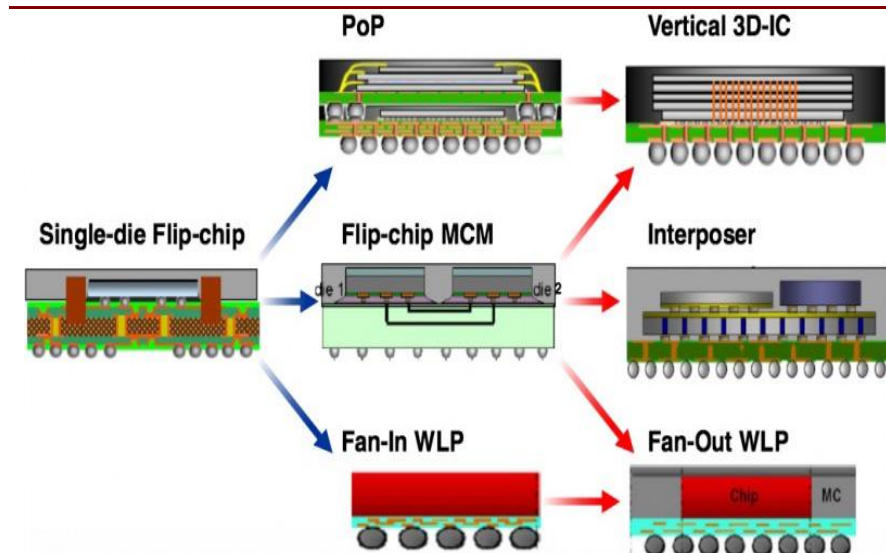 PoP
Vertical 3D-IC
Single-die Flip-chip
Flip-chip MCM
Interposer
die 1
die 2
Fan-In WLP
Fan-Out WLP
Chip
MC